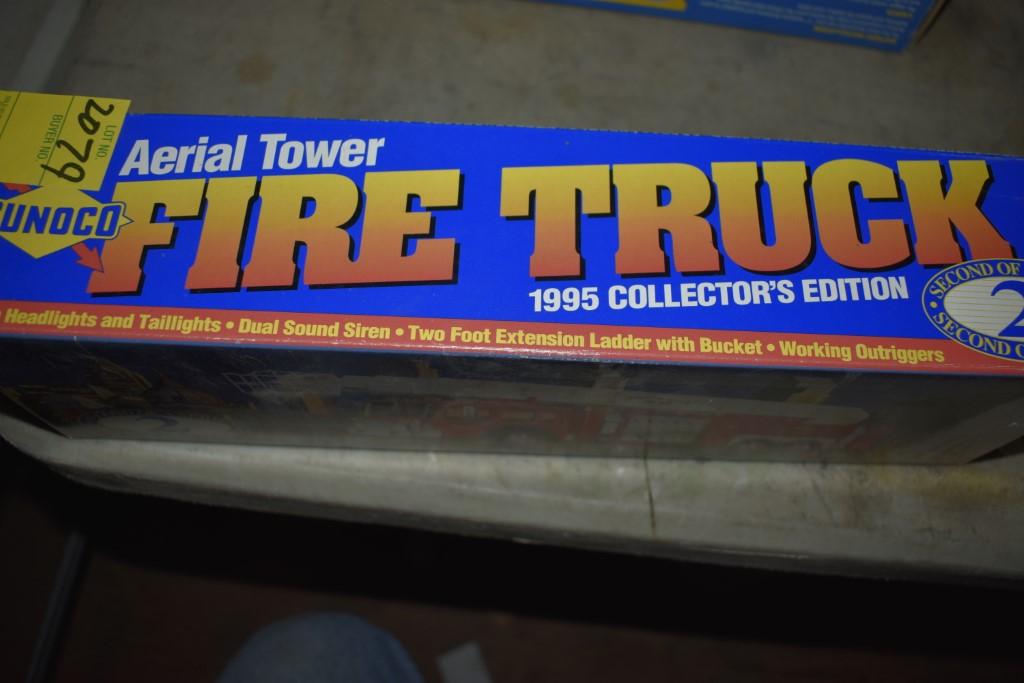 LOT NO.
2079
BUYER NO.
SUNOCO
Aerial Tower
FIRE TRUCK
1995 COLLECTOR'S EDITION
SECOND OF
2
SECOND O
Headlights and Taillights • Dual Sound Siren • Two Foot Extension Ladder with Bucket • Working Outriggers